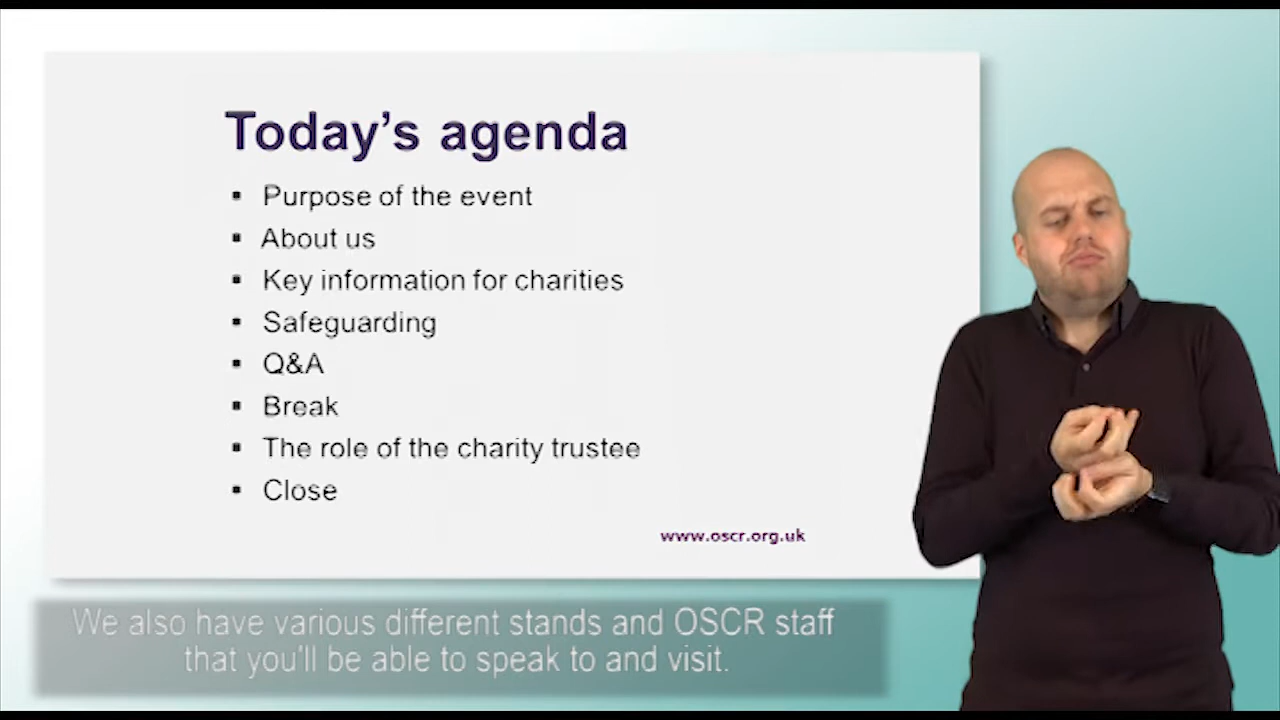 Today's agenda
▪ Purpose of the event
▪ About us
▪ Key information for charities
▪ Safeguarding
▪ Q&A
▪ Break
▪ The role of the charity trustee
▪ Close
www.oscr.org.uk
We also have various different stands and OSCR staff
that you'll be able to speak to and visit.